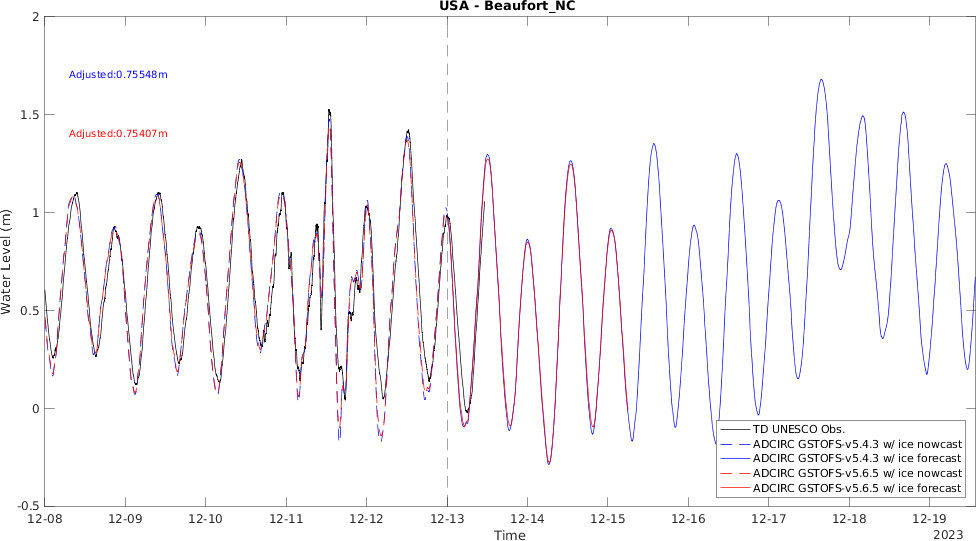 USA - Beaufort_NC
2
1.5
1
0.5
0
-0.5
Water Level (m)
Adjusted:0.75548m
Adjusted:0.75407m
TD UNESCO Obs.
ADCIRC GSTOFS-v5.4.3 w/ ice nowcast
ADCIRC GSTOFS-v5.4.3 w/ ice forecast
ADCIRC GSTOFS-v5.6.5 w/ ice nowcast
ADCIRC GSTOFS-v5.6.5 w/ ice forecast
12-08 12-09 12-10 12-11 12-12 12-13 12-14 12-15 12-16 12-17 12-18 12-19
Time
2023